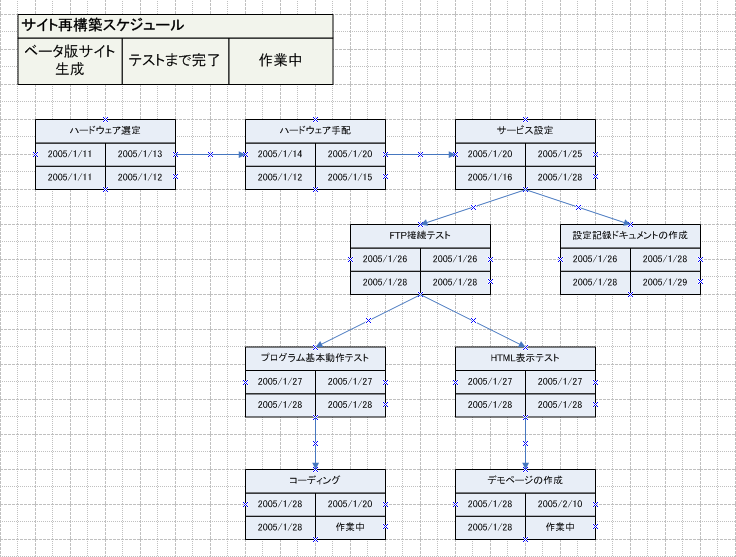 サイト再構築スケジュール
ベータ版サイト
生成
テストまで完了
作業中
ハードウェア選定
2005/1/11 2005/1/13
2005/1/11 2005/1/12
ハードウェア手配
2005/1/14 2005/1/20
2005/1/12 2005/1/15
サービス設定
2005/1/20 2005/1/25
2005/1/16 2005/1/28
FTP接続テスト
2005/1/26 2005/1/26
2005/1/28 2005/1/28
設定記録ドキュメントの作成
2005/1/26 2005/1/28
2005/1/28 2005/1/29
プログラム基本動作テスト
2005/1/27 2005/1/27
2005/1/28 2005/1/28
HTML表示テスト
2005/1/27 2005/1/27
2005/1/28 2005/1/28
コーディング
2005/1/28 2005/1/20
2005/1/28 作業中
デモページの作成
2005/1/28 2005/2/10
2005/1/28 作業中